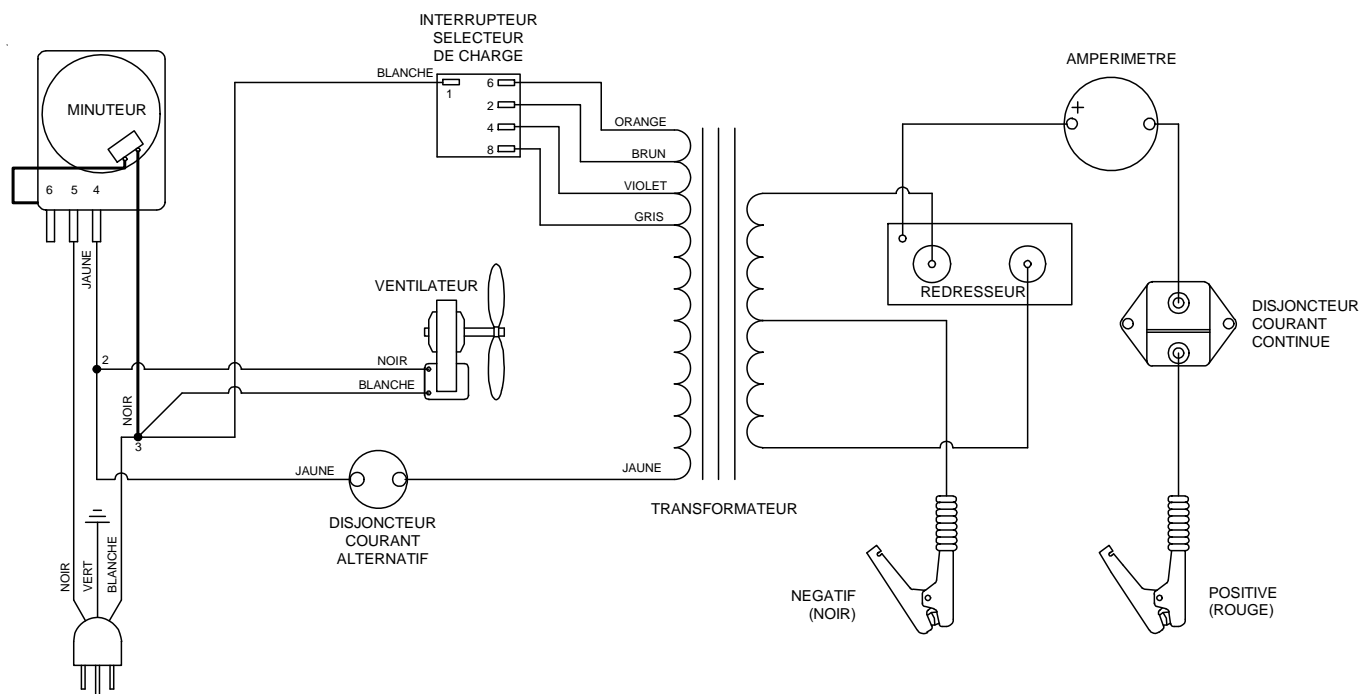 INTERRUPTEUR
SELECTEUR
DE CHARGE
BLANCHE
1
6
2
4
8
MINUTEUR
6 5 4
JAUNE
ORANGE
BRUN
VIOLET
GRIS
AMPERIMETRE
+
REDRESSEUR
DISJONCTEUR
COURANT
CONTINUE
VENTILATEUR
2
NOIR
BLANCHE
NOIR
3
JAUNE
JAUNE
DISJONCTEUR
COURANT
ALTERNATIF
TRANSFORMATEUR
NOIR
VERT
BLANCHE
NÉGATIF
(NOIR)
POSITIVE
(ROUGE)